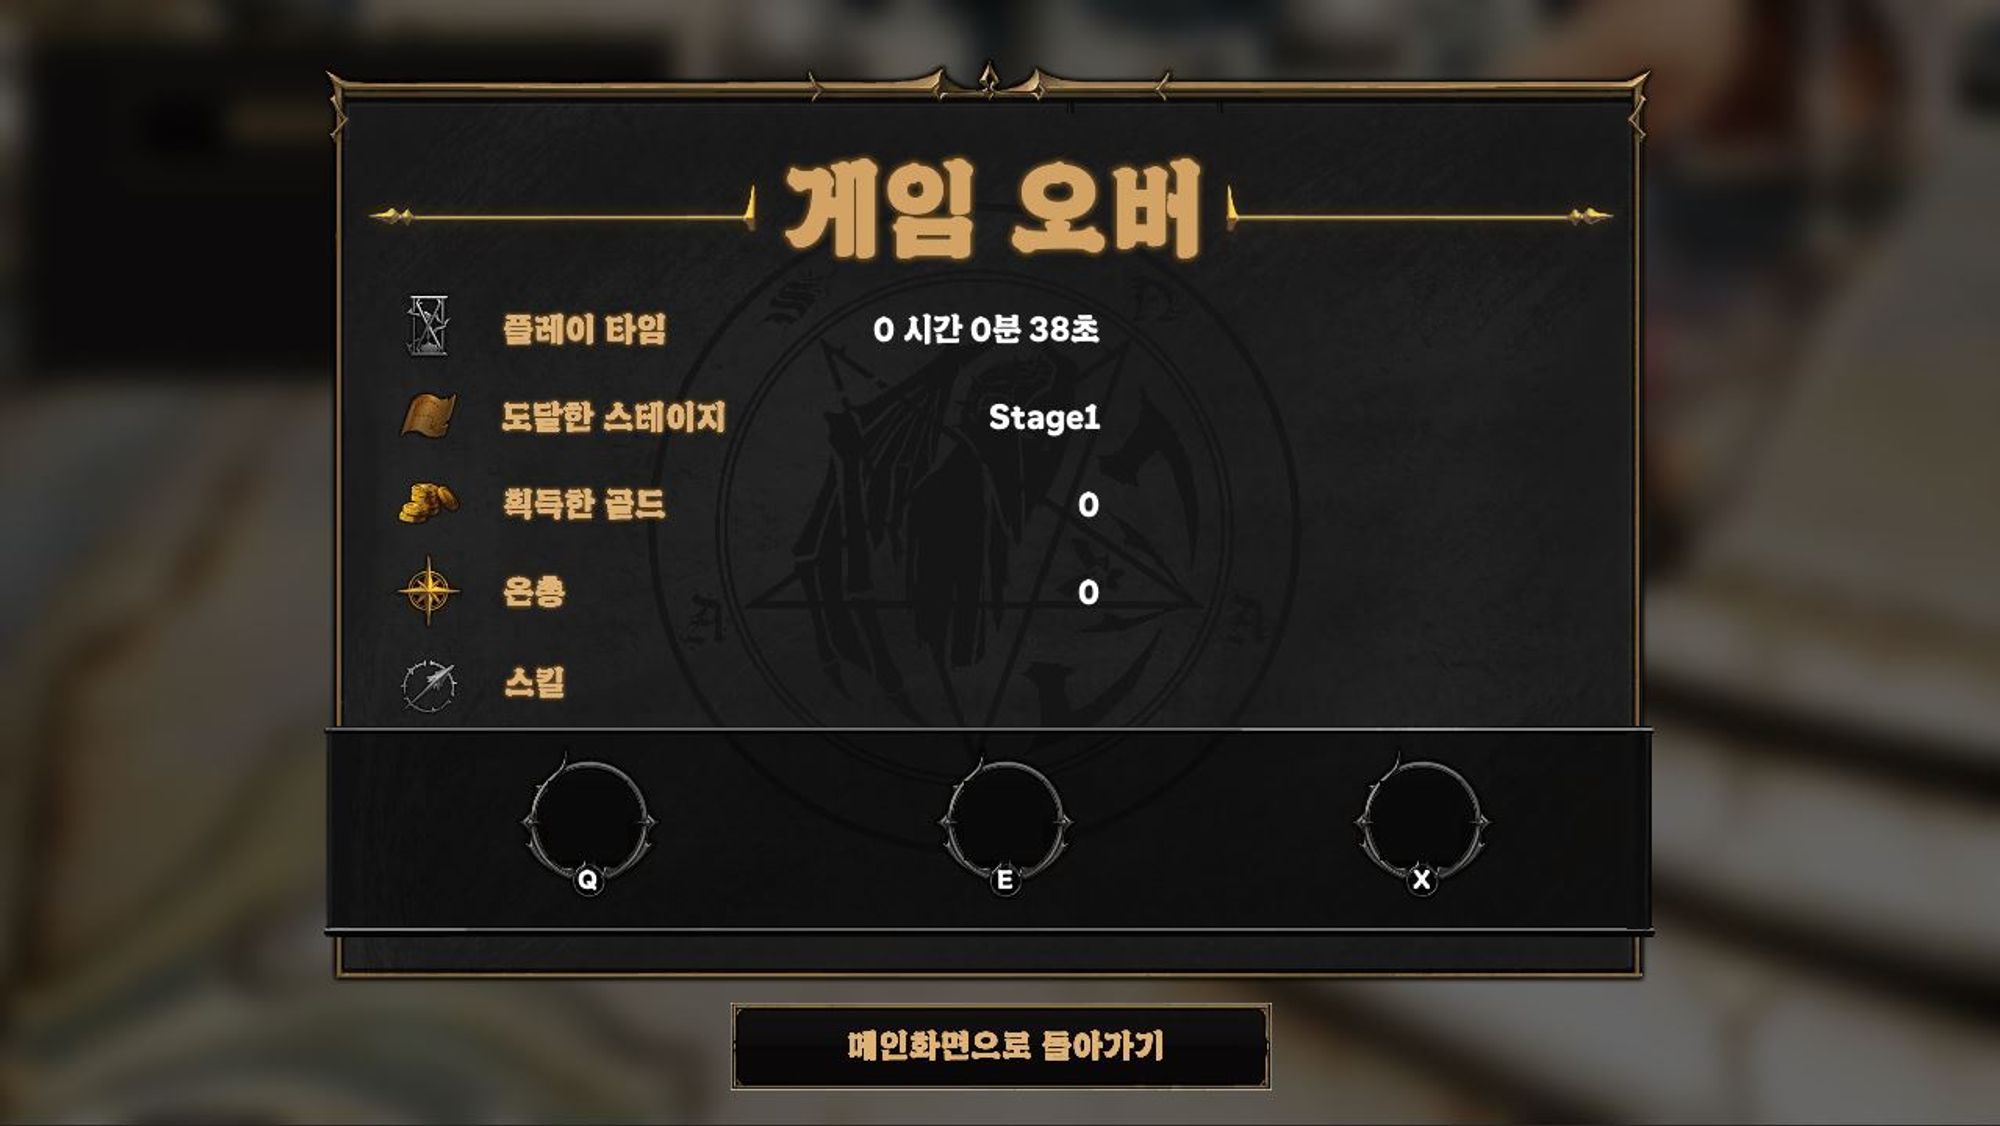 게임 오버
플레이 타임 0 시간 0분 38초
도달한 스테이지 Stage1
획득한 골드 0
은총 0
스킬
Q E X
메인화면으로 돌아가기